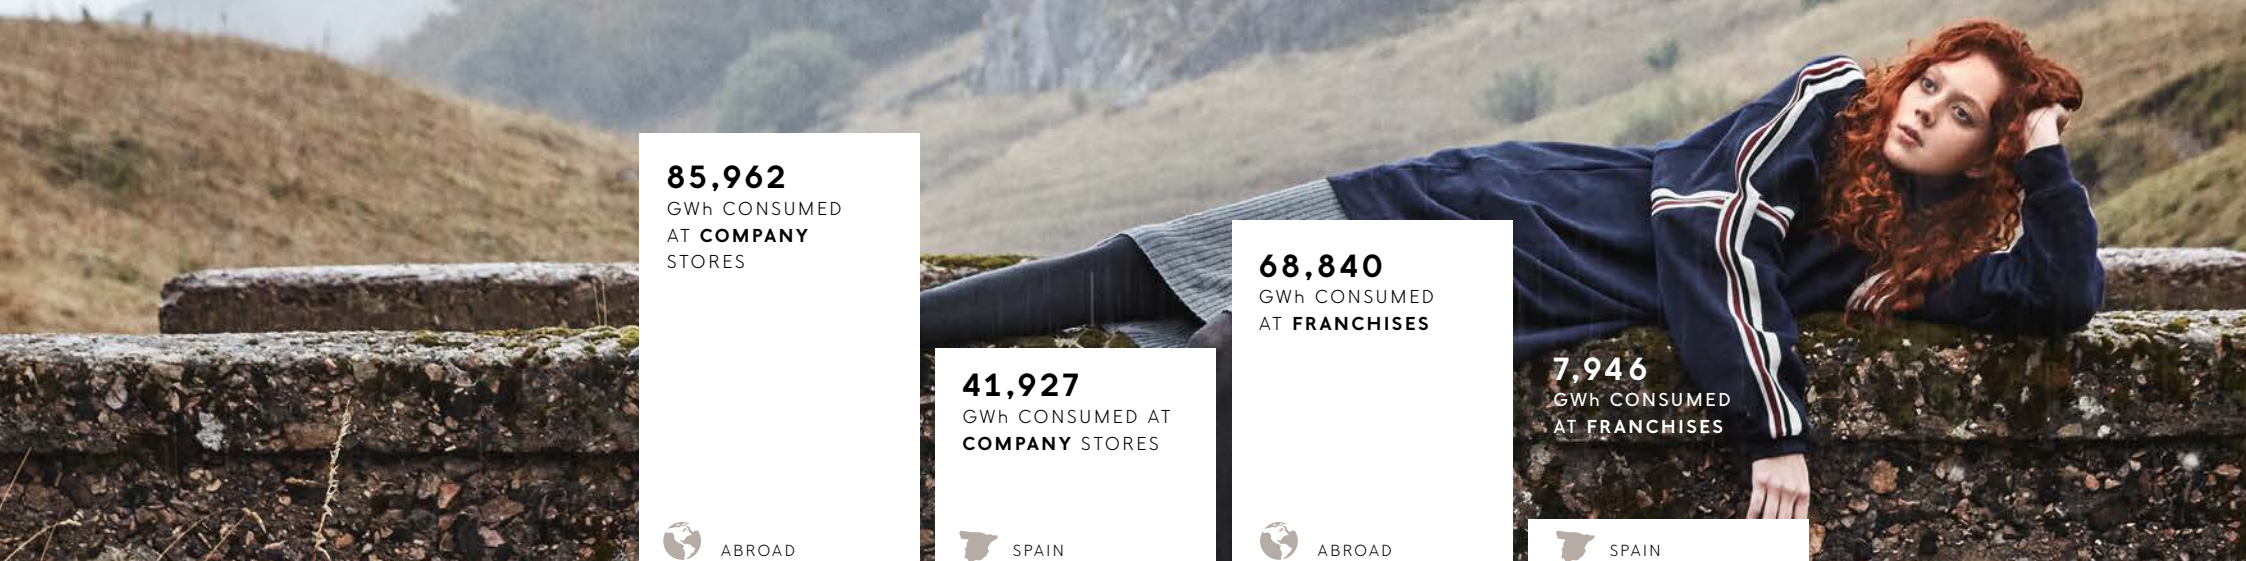 85,962
GWh CONSUMED
AT COMPANY
STORES
ABROAD
41,927
GWh CONSUMED AT
COMPANY STORES
SPAIN
68,840
GWh CONSUMED
AT FRANCHISES
ABROAD
7,946
GWh CONSUMED
AT FRANCHISES
SPAIN